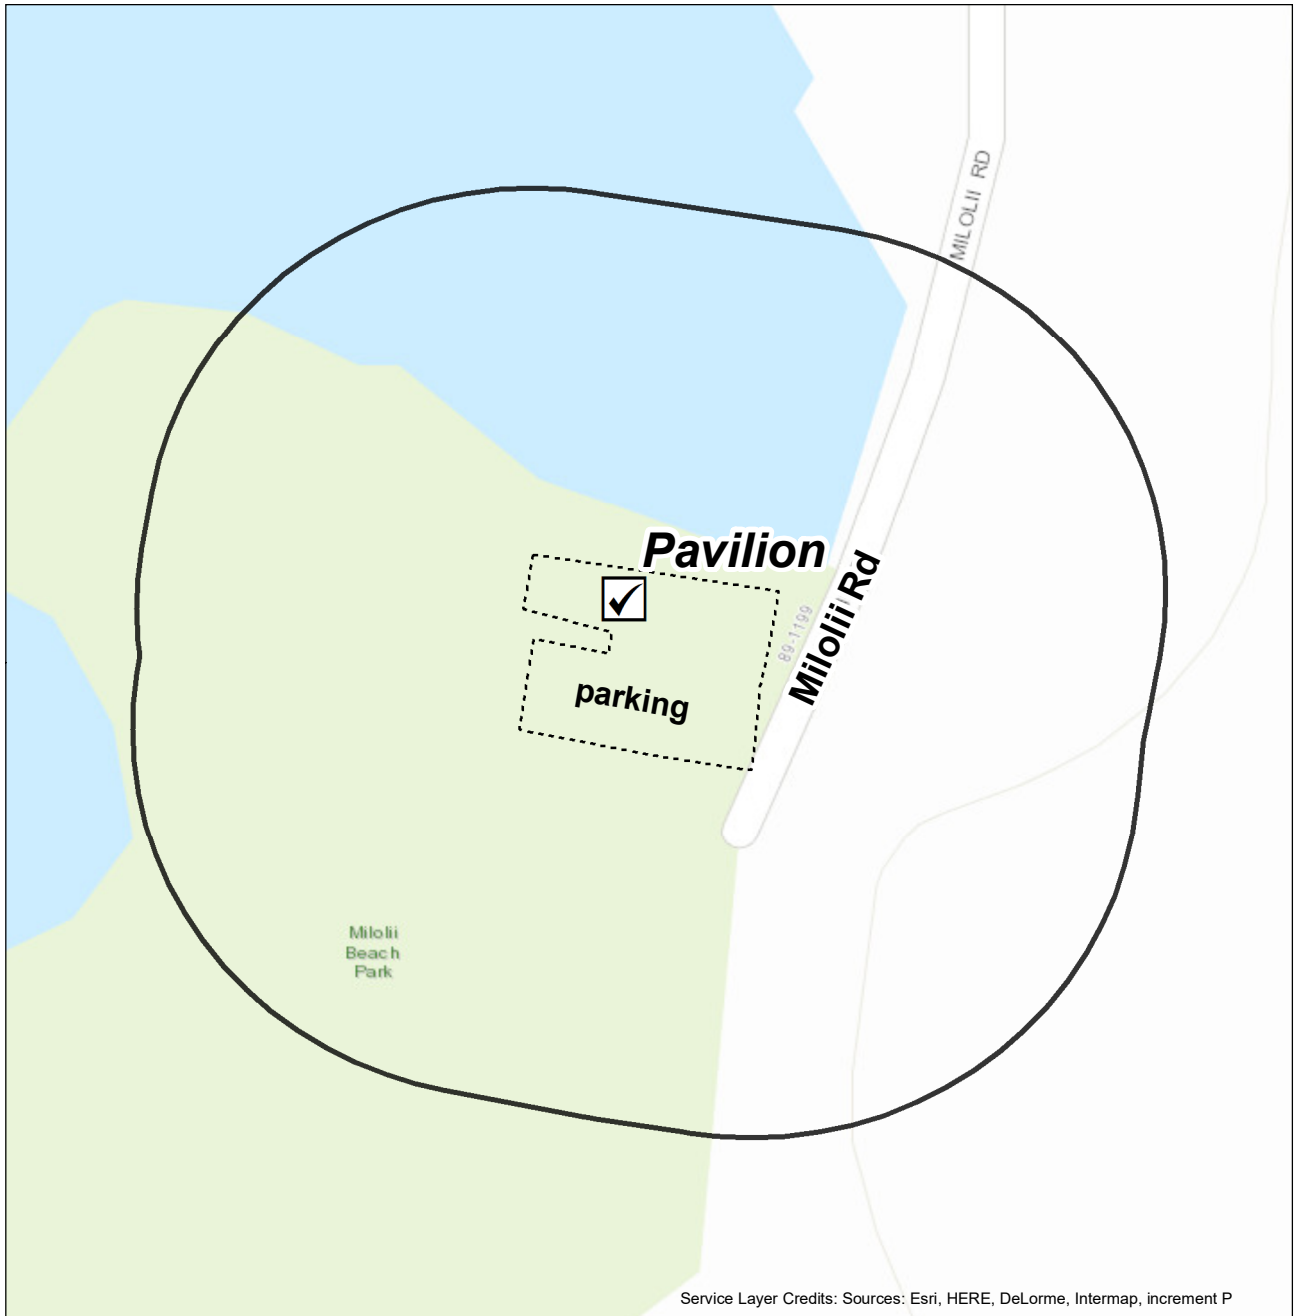 MILOLII RD
Pavilion
89-1199
Milolii Rd
parking
Milolii
Beach
Park
Service Layer Credits: Sources: Esri, HERE, DeLorme, Intermap, increment P